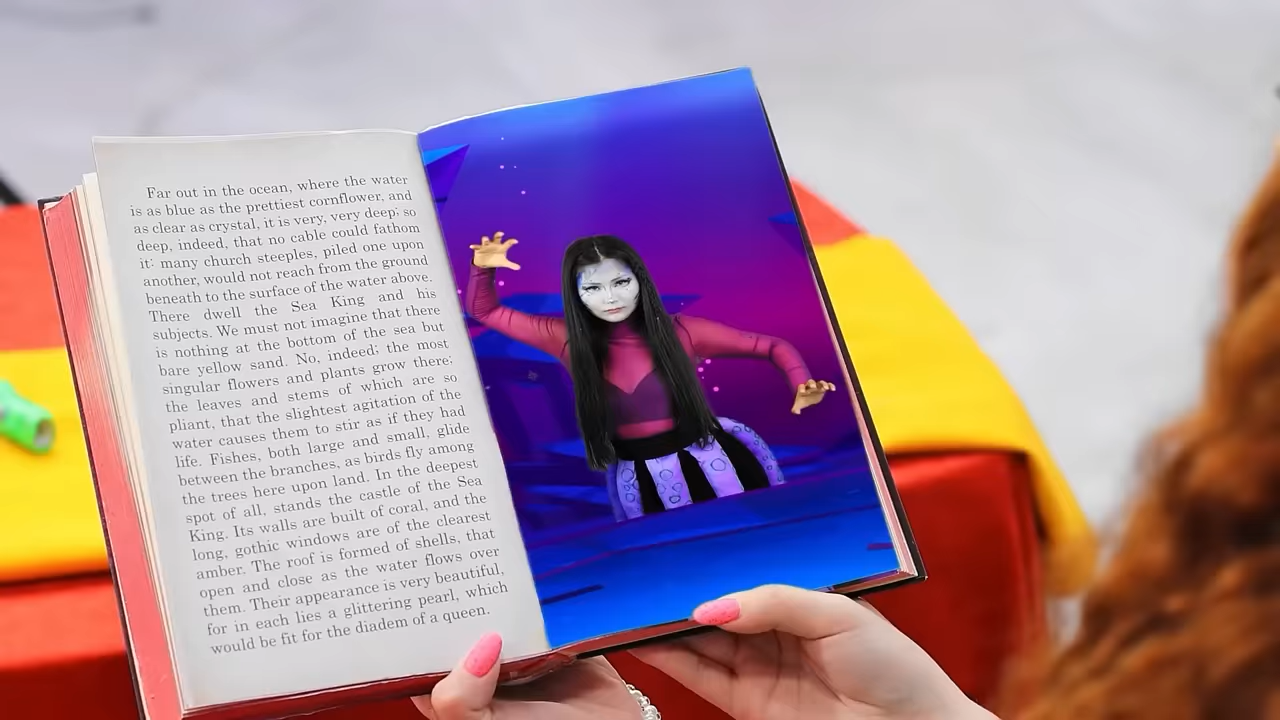 Far out in the ocean, where the water
is as blue as the prettiest cornflower, and
as clear as crystal, it is very, very deep; so
deep, indeed, that no cable could fathom
it: many church steeples, piled one upon
another, would not reach from the ground
beneath to the surface of the water above.
There dwell the Sea King and his
subjects. We must not imagine that there
is nothing at the bottom of the sea but
bare yellow sand. No, indeed; the most
singular flowers and plants grow there;
the leaves and stems of which are so
pliant, that the slightest agitation of the
water causes them to stir as if they had
life. Fishes, both large and small, glide
between the branches, as birds fly among
the trees here upon land. In the deepest
spot of all, stands the castle of the Sea
King. Its walls are built of coral, and the
long, gothic windows are of the clearest
amber. The roof is formed of shells, that
open and close as the water flows over
them. Their appearance is very beautiful,
for in each lies a glittering pearl, which
would be fit for the diadem of a queen.